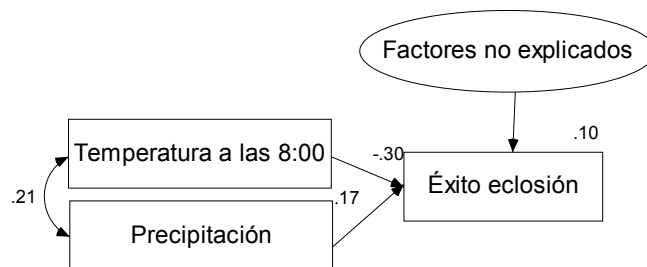 Factores no explicados
.10
Temperatura a las 8:00
-.30
Éxito eclosión
.21
.17
Precipitación